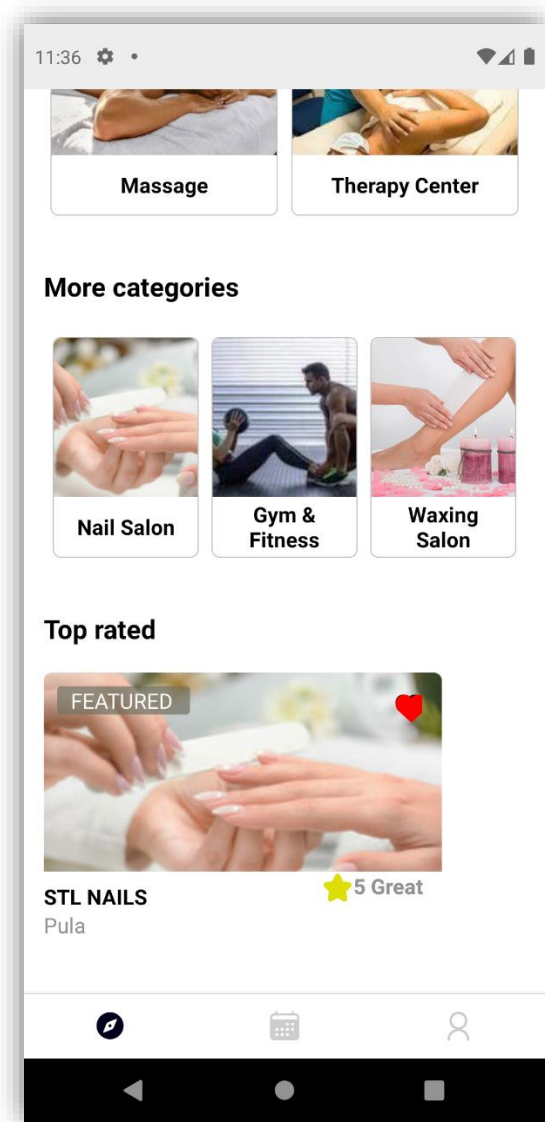 11:36
Massage
Therapy Center
More categories
Nail Salon
Gym &
Fitness
Waxing
Salon
Top rated
FEATURED
5 Great
STL NAILS
Pula